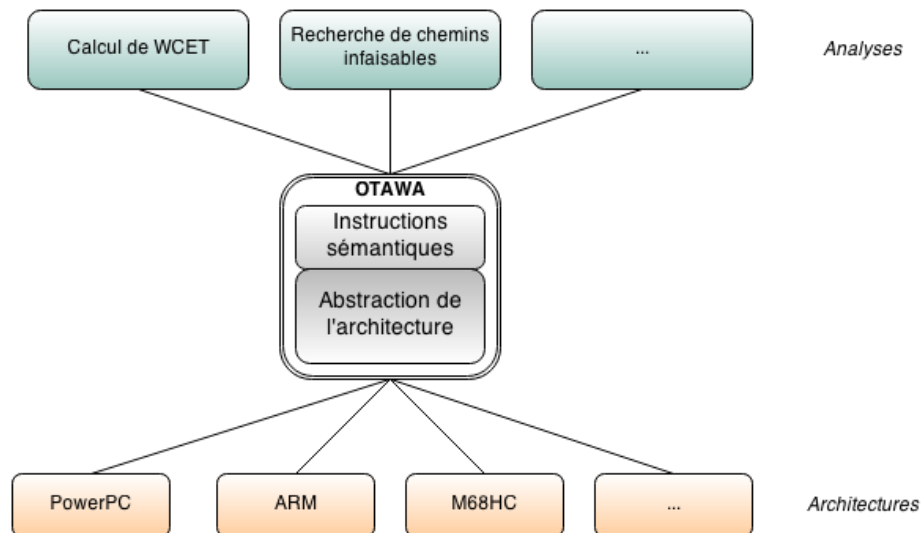 Calcul de WCET
Recherche de chemins
infaisables
...
Analyses
OTAWA
Instructions
sémantiques
Abstraction de
l'architecture
PowerPC
ARM
M68HC
...
Architectures